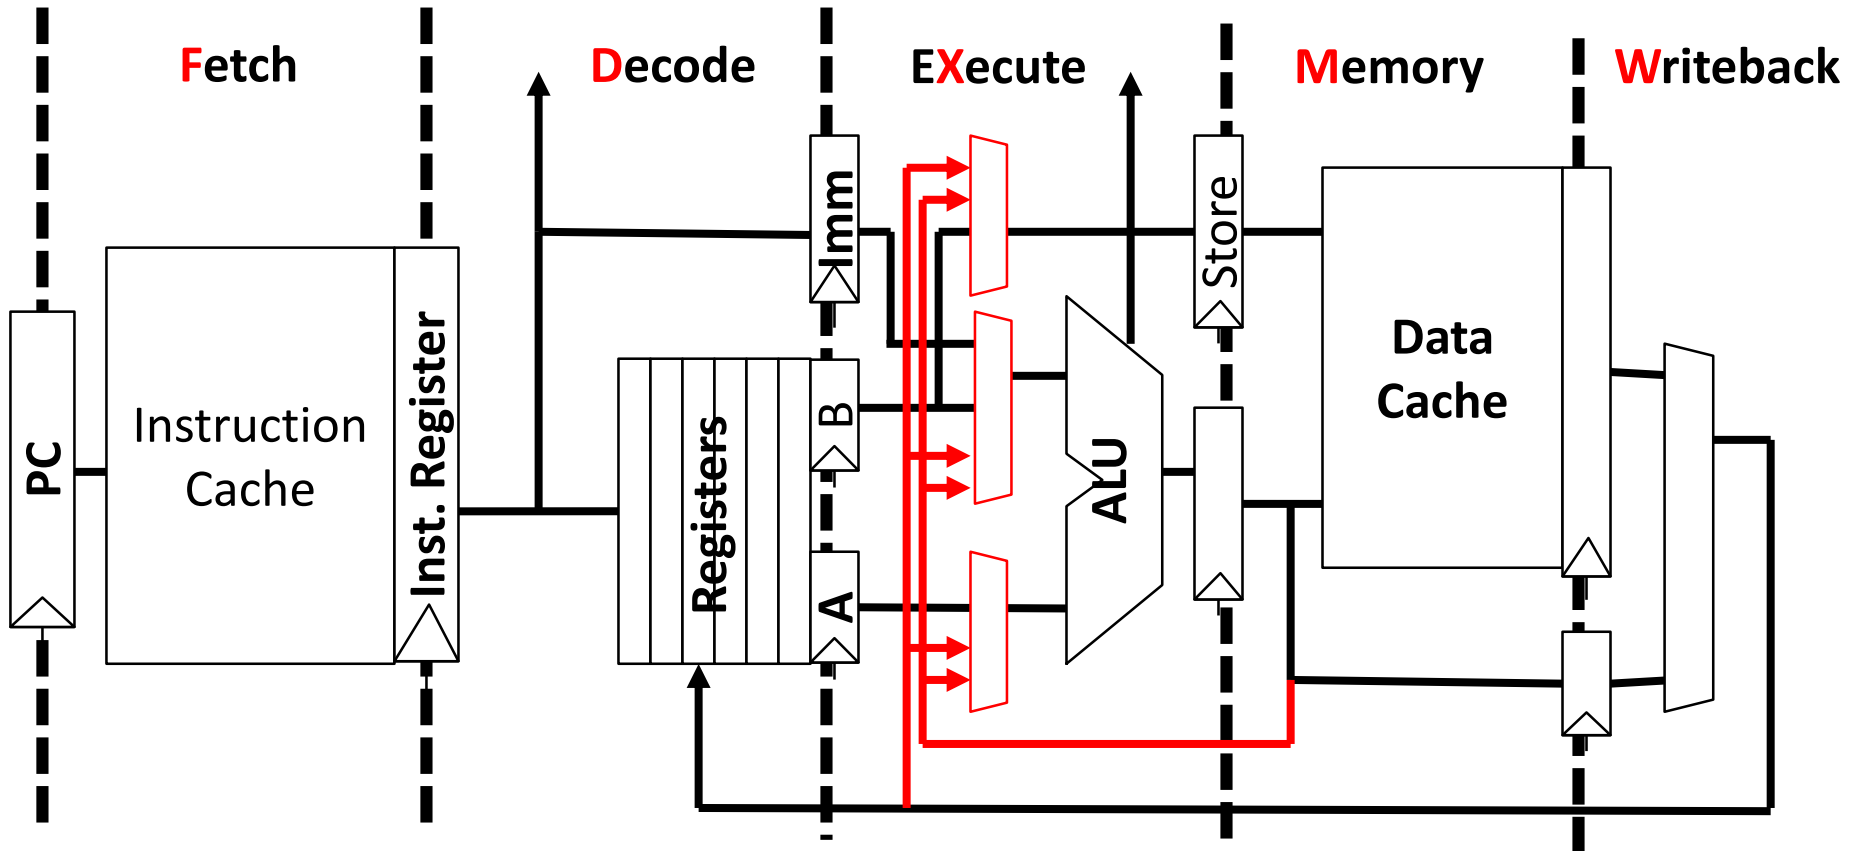 Fetch
Decode
EXecute
Memory
Writeback
PC
Instruction
Cache
Inst. Register
Registers
Imm
B
A
ALU
Store
Data
Cache